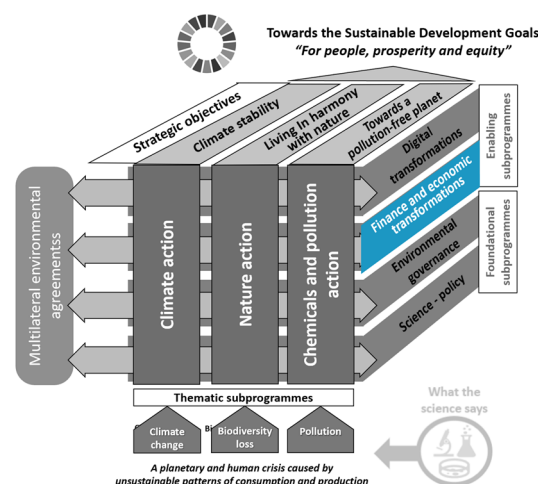 Towards the Sustainable Development Goals
“For people, prosperity and equity”
Strategic objectives
Climate stability
Living In harmony
with nature
Towards a
pollution-free planet
Digital
transformations
Finance and economic
transformations
Environmental
governance
Science - policy
Enabling
subprogrammes
Foundational
subprogrammes
Multilateral environmental
agreementss
Climate action
Nature action
Chemicals and pollution
action
Thematic subprogrammes
Climate
change
Bi
Biodiversity
loss
Pollution
What the
science says
A planetary and human crisis caused by
unsustainable patterns of consumption and production